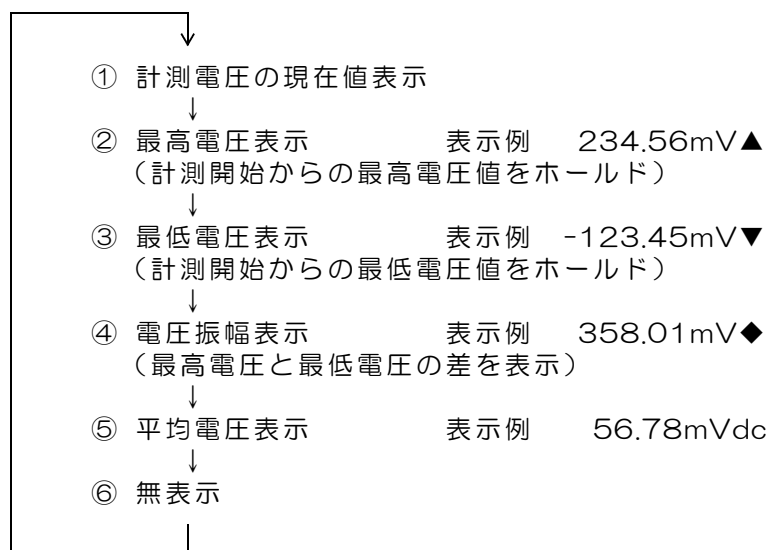 ① 計測電圧の現在値表示
↓
② 最高電圧表示 表示例 234.56mV▲
（計測開始からの最高電圧値をホールド）
↓
③ 最低電圧表示 表示例 -123.45mV▼
（計測開始からの最低電圧値をホールド）
↓
④ 電圧振幅表示 表示例 358.01mV◆
（最高電圧と最低電圧の差を表示）
↓
⑤ 平均電圧表示 表示例 56.78mVdc
↓
⑥ 無表示